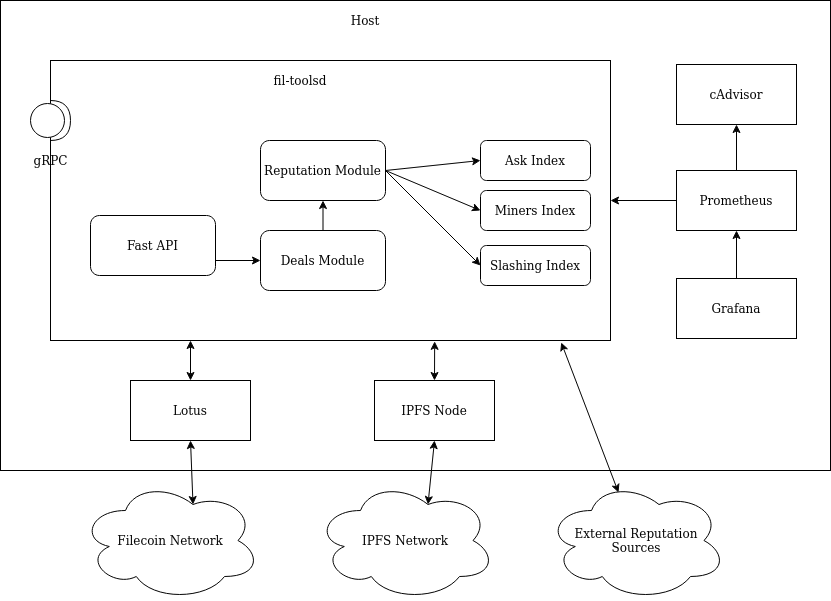 Host
fil-toolsd
cAdvisor
gRPC
Reputation Module
Ask Index
Miners Index
Prometheus
Fast API
Deals Module
Slashing Index
Grafana
Lotus
IPFS Node
Filecoin Network
IPFS Network
External Reputation
Sources